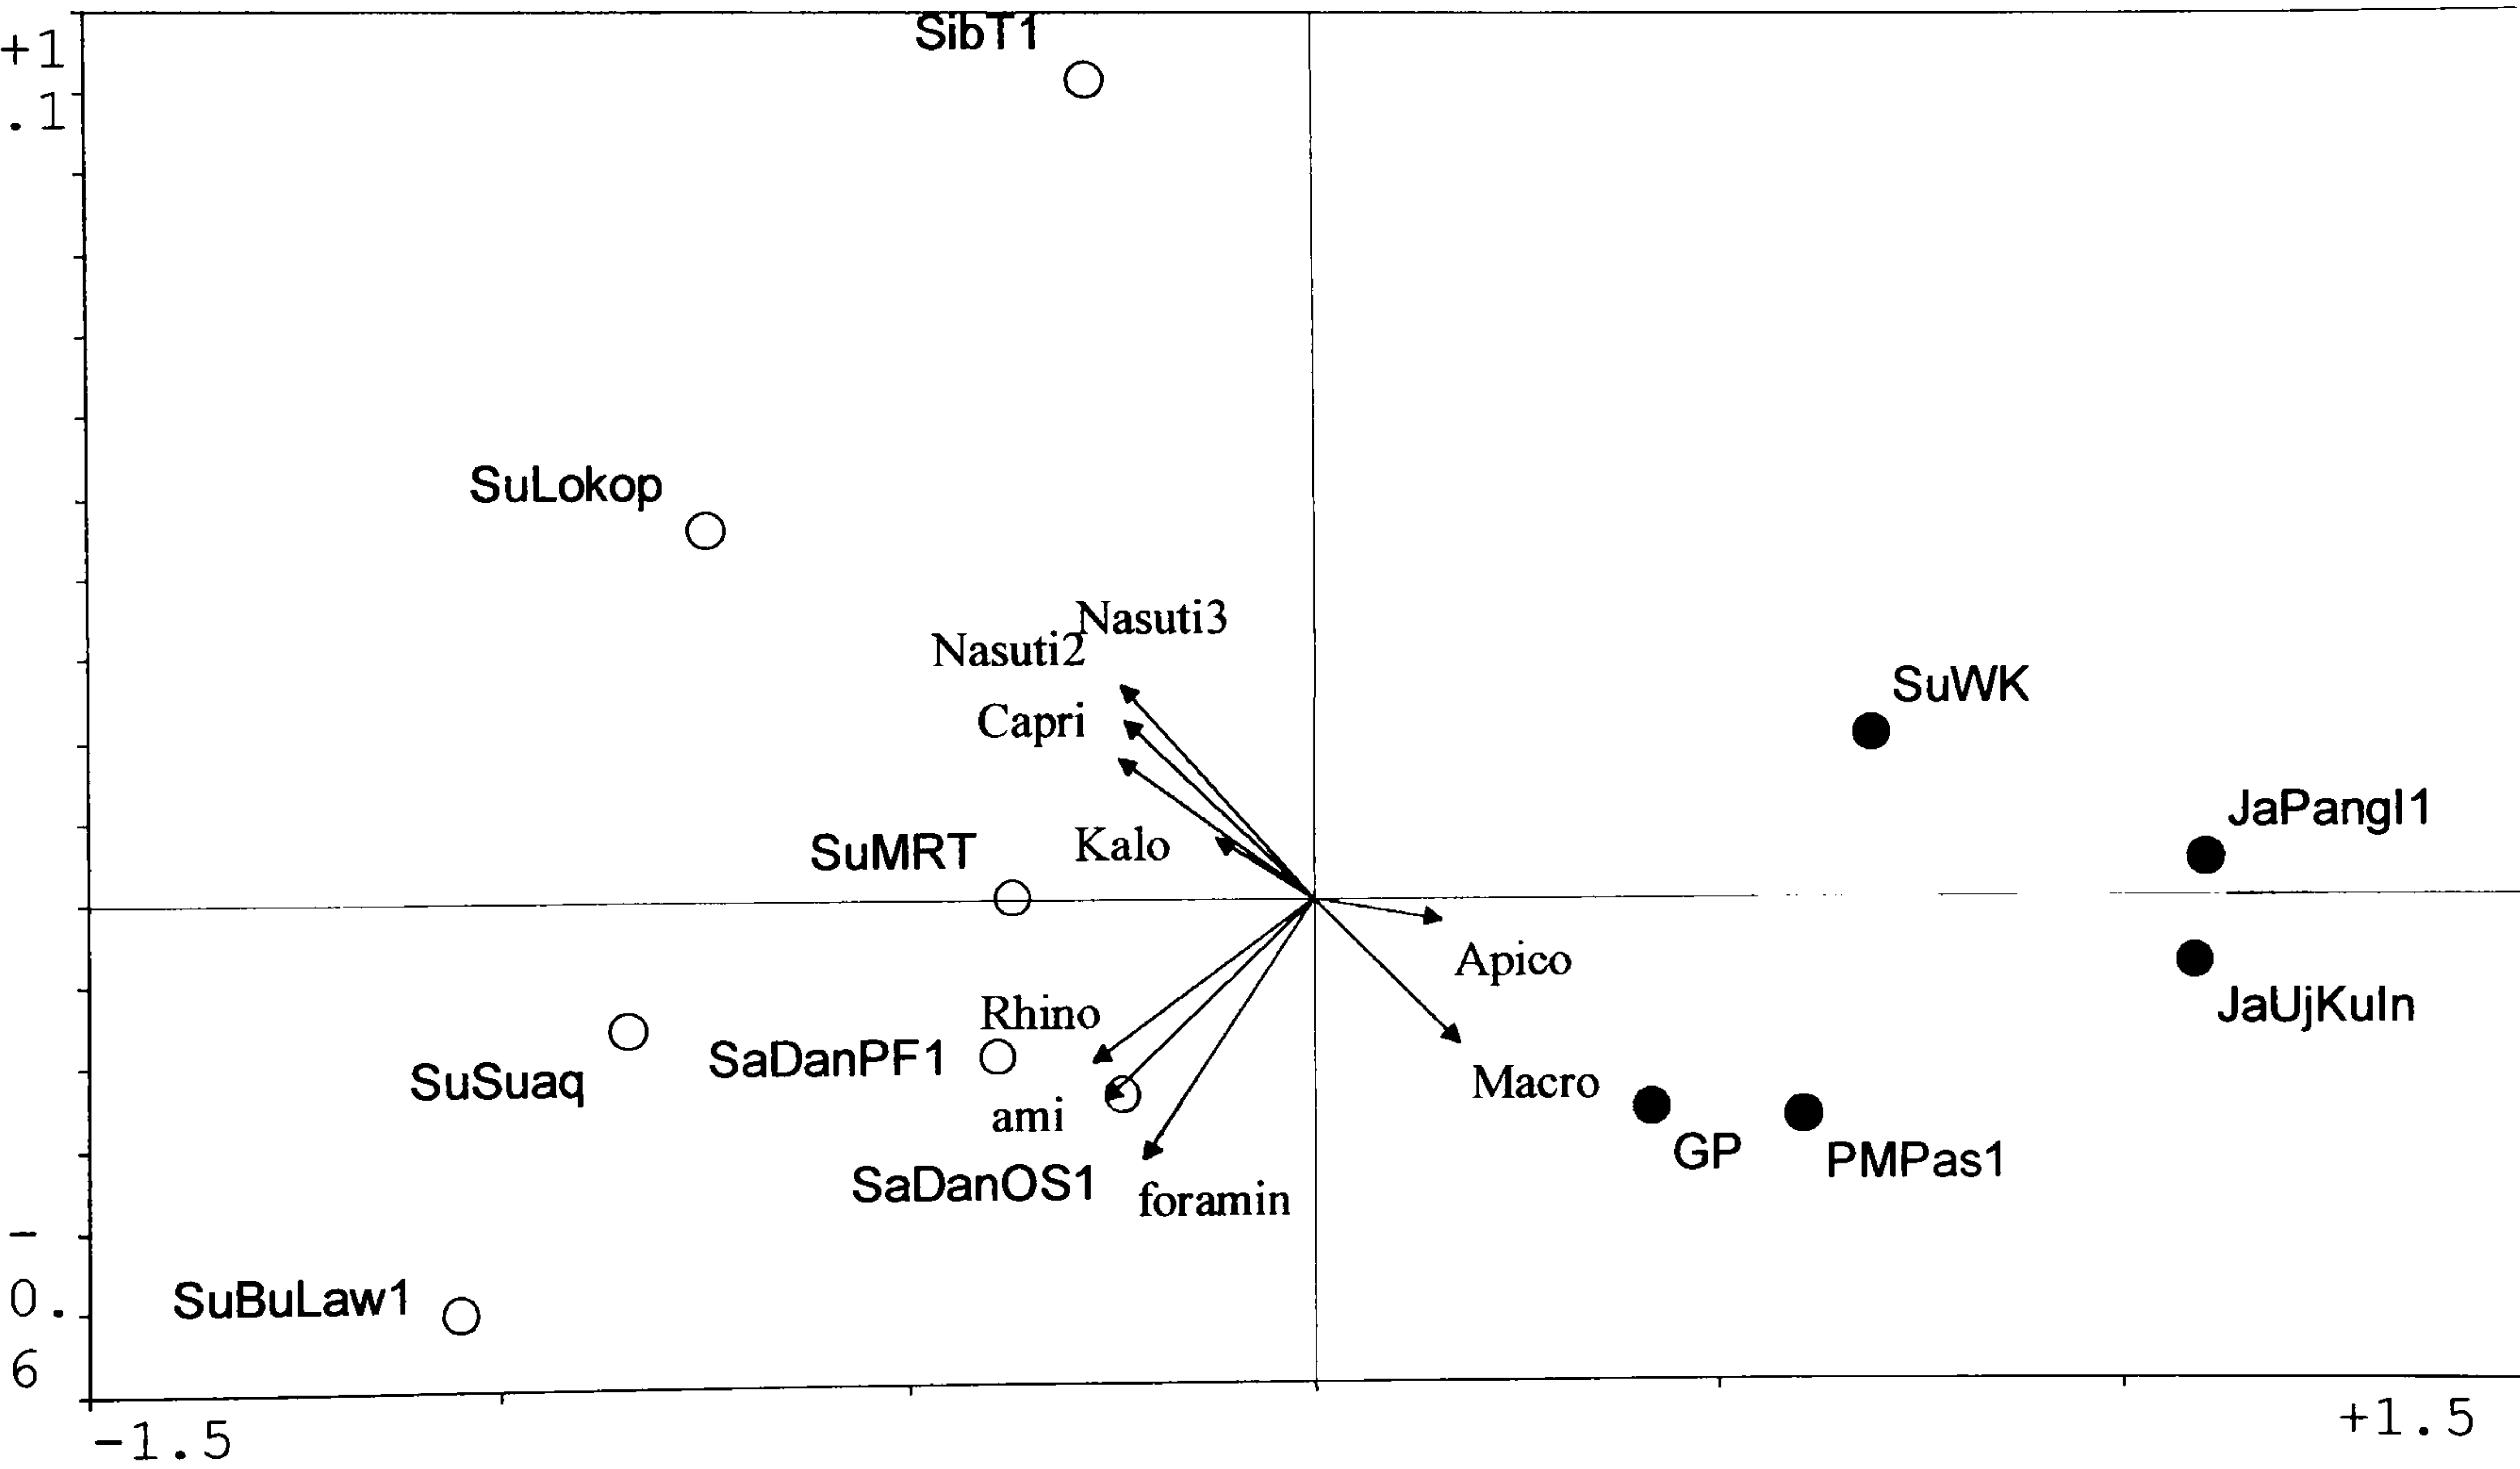 +1
.1
SibT1
SuLokop
Nasuti3
Nasuti2
SuWK
Capri
JaPangI1
SuMRT
Kalo
Apico
JaUjKuIn
Rhino
SaDanPF1
SuSuaq
Macro
ami
GP
PMPas1
SaDanOS1
foramin
-
0.
6
SuBuLaw1
-1.5
+1.5